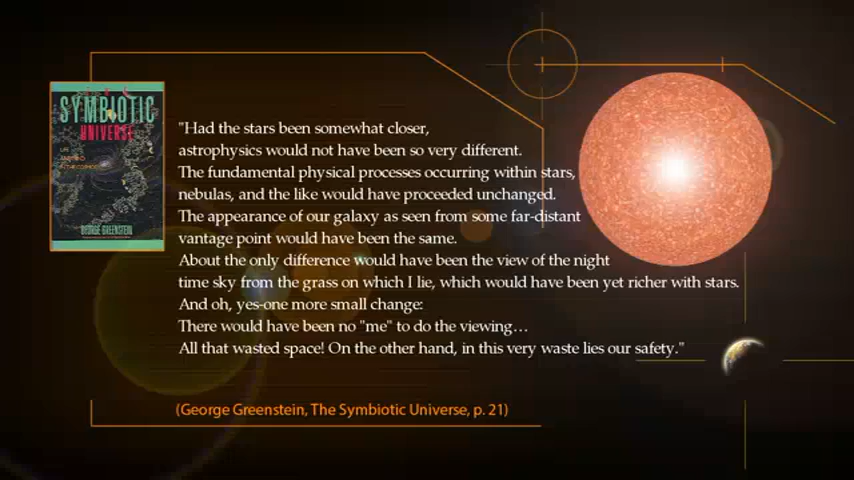 SYMBIOTIC
UNIVERSE
GEORGE GREENSTEIN
"Had the stars been somewhat closer,
astrophysics would not have been so very different.
The fundamental physical processes occurring within stars,
nebulas, and the like would have proceeded unchanged.
The appearance of our galaxy as seen from some far-distant
vantage point would have been the same.
About the only difference would have been the view of the night
time sky from the grass on which I lie, which would have been yet richer with stars.
And oh, yes-one more small change:
There would have been no "me" to do the viewing…
All that wasted space! On the other hand, in this very waste lies our safety."
(George Greenstein, The Symbiotic Universe, p. 21)